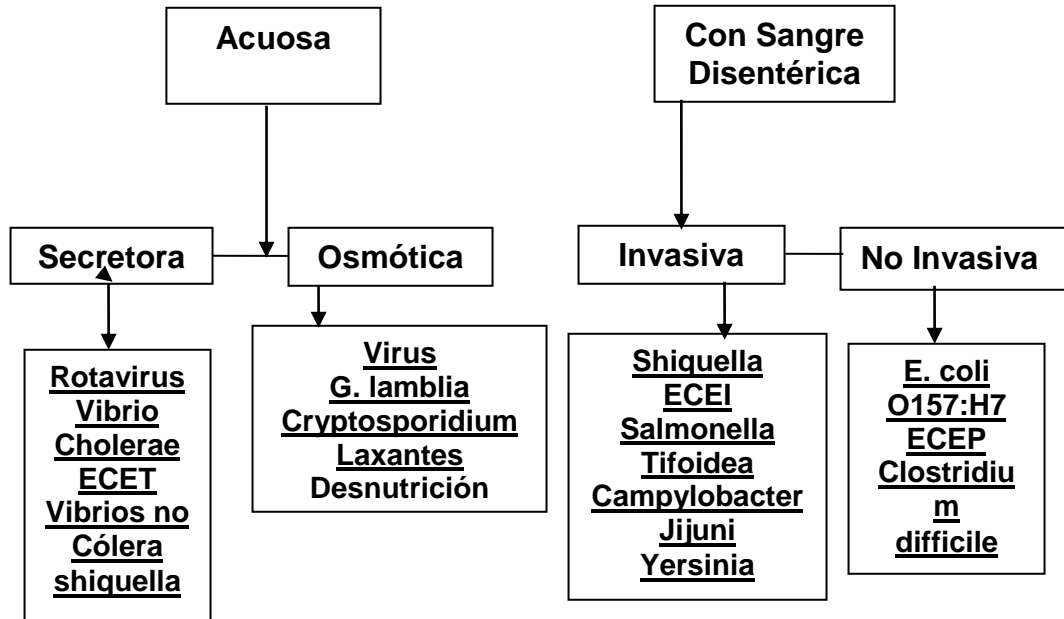 Acuosa
Con Sangre
Disentérica
Secretora
Osmótica
Invasiva
No Invasiva
Rotavirus
Vibrio
Cholerae
ECET
Vibrios no
Cólera
shiquella
Virus
G. lamblia
Cryptosporidium
Laxantes
Desnutrición
Shiquella
ECEI
Salmonella
Tifoidea
Campylobacter
Jijuni
Yersinia
E. coli
O157:H7
ECEP
Clostridiu
m
difficile